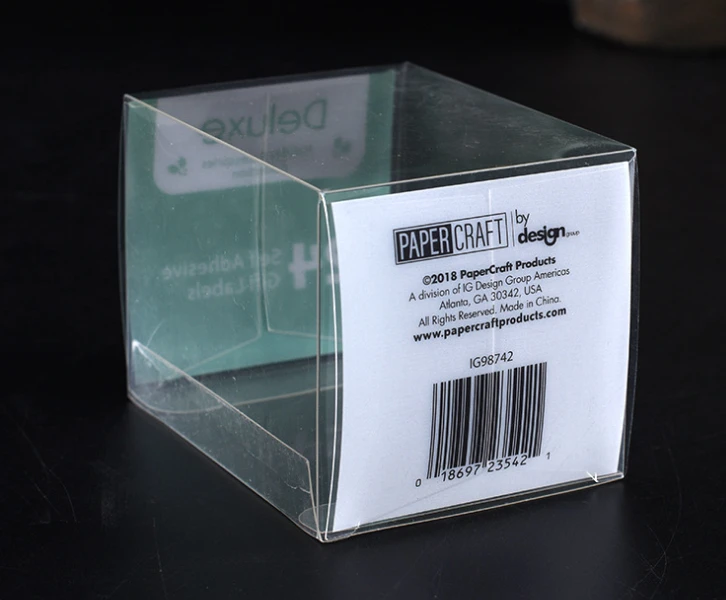 Deluxe
24
Self Adhesive
Gift Labels
PAPERCRAFT by design group
©2018 PaperCraft Products
A division of IG Design Group Americas
Atlanta, GA 30342, USA
All Rights Reserved. Made in China.
www.papercraftproducts.com
IG98742
0 18697 23542 1